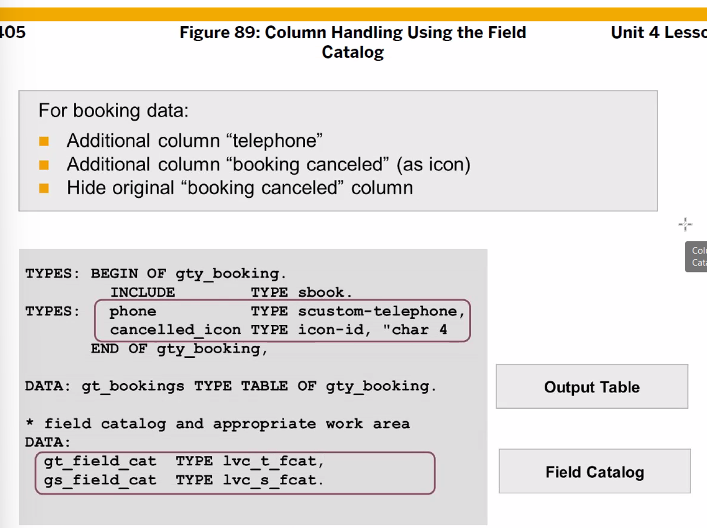 405
Figure 89: Column Handling Using the Field
Catalog
Unit 4
For booking data:
Additional column “telephone”
Additional column “booking canceled” (as icon)
Hide original “booking canceled” column
TYPES: BEGIN OF gty_booking.
INCLUDE TYPE sbook.
TYPES: phone TYPE scustom-telephone,
cancelled_icon TYPE icon-id, "char 4
END OF gty_booking,
DATA: gt_bookings TYPE TABLE OF gty_booking.
* field catalog and appropriate work area
DATA:
gt_field_cat TYPE lvc_t_fcat,
gs_field_cat TYPE lvc_s_fcat.
Output Table
Field Catalog